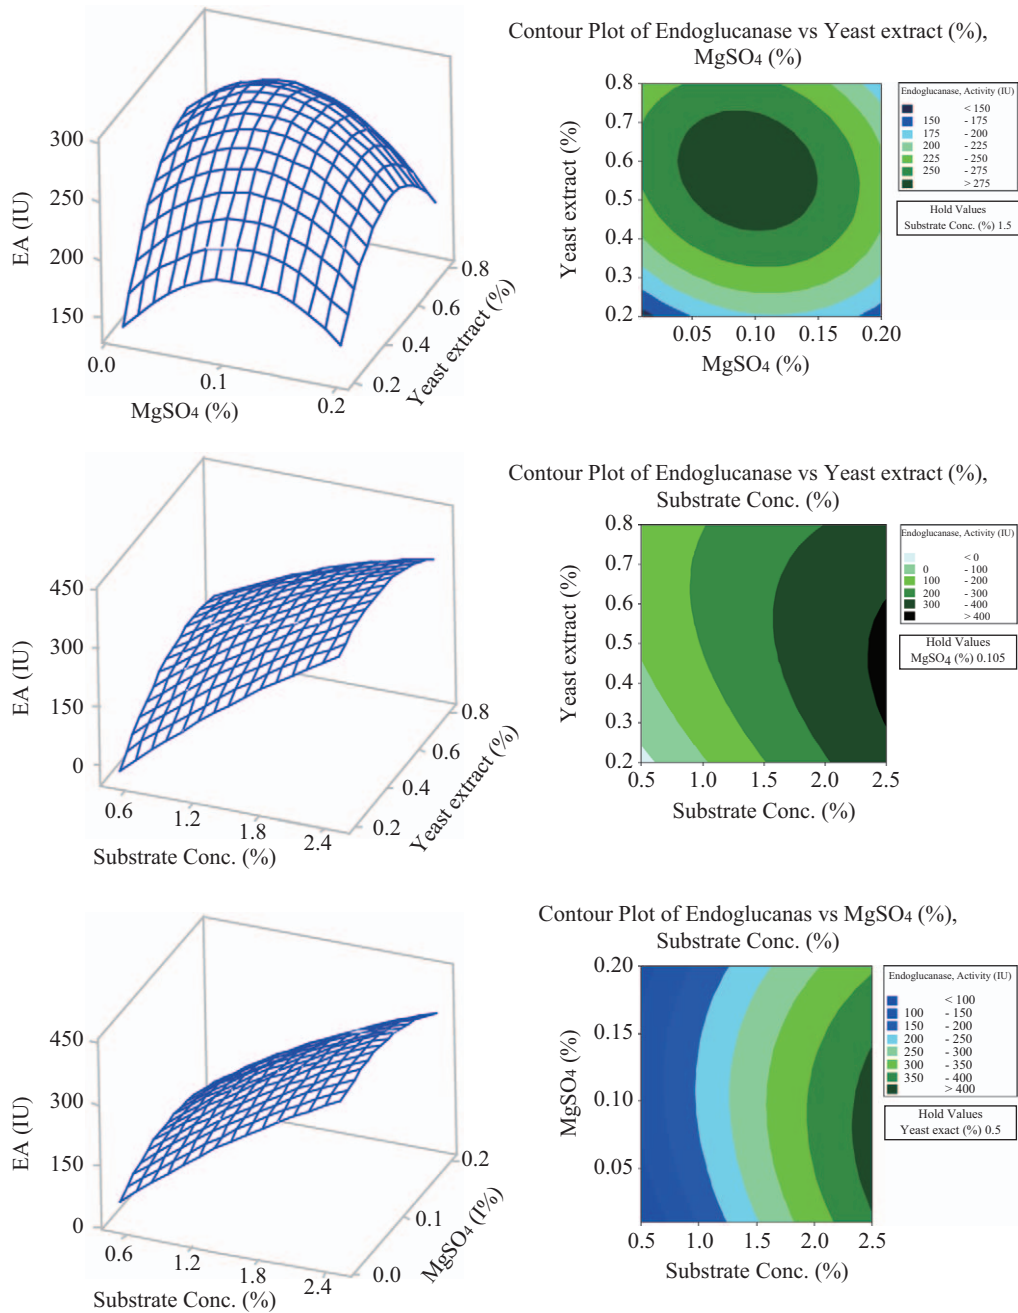 300
250
200
150
EA (IU)
0.0
0.1
0.2
MgSO4 (%)
0.2
0.4
0.6
0.8
Yeast extract (%)
Contour Plot of Endoglucanase vs Yeast extract (%),
MgSO4 (%)
0.8
0.7
0.6
0.5
0.4
0.3
0.2
Yeast extract (%)
0.05 0.10 0.15 0.20
MgSO4 (%)
Endoglucanase, Activity (IU)
< 150
150 - 175
175 - 200
200 - 225
225 - 250
250 - 275
> 275
Hold Values
Substrate Conc. (%) 1.5
450
300
150
0
EA (IU)
0.6
1.2
1.8
2.4
Substrate Conc. (%)
0.2
0.4
0.6
0.8
Yeast extract (%)
Contour Plot of Endoglucanase vs Yeast extract (%),
Substrate Conc. (%)
0.8
0.7
0.6
0.5
0.4
0.3
0.2
Yeast extract (%)
0.5 1.0 1.5 2.0 2.5
Substrate Conc. (%)
Endoglucanase, Activity (IU)
< 0
0 - 100
100 - 200
200 - 300
300 - 400
> 400
Hold Values
MgSO4 (%) 0.105
450
300
150
0
EA (IU)
0.6
1.2
1.8
2.4
Substrate Conc. (%)
0.0
0.1
0.2
MgSO4 (I%)
Contour Plot of Endoglucanas vs MgSO4 (%),
Substrate Conc. (%)
0.20
0.15
0.10
0.05
MgSO4 (%)
0.5 1.0 1.5 2.0 2.5
Substrate Conc. (%)
Endoglucanase, Activity (IU)
< 100
100 - 150
150 - 200
200 - 250
250 - 300
300 - 350
350 - 400
> 400
Hold Values
Yeast exact (%) 0.5